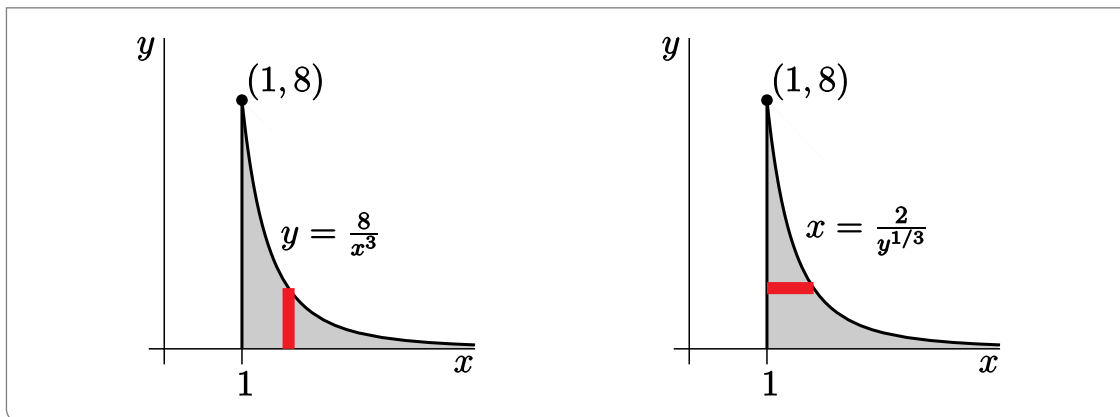 y
(1, 8)
y = 8/x³
x
1
y
(1, 8)
x = 2/y^{1/3}
x
1